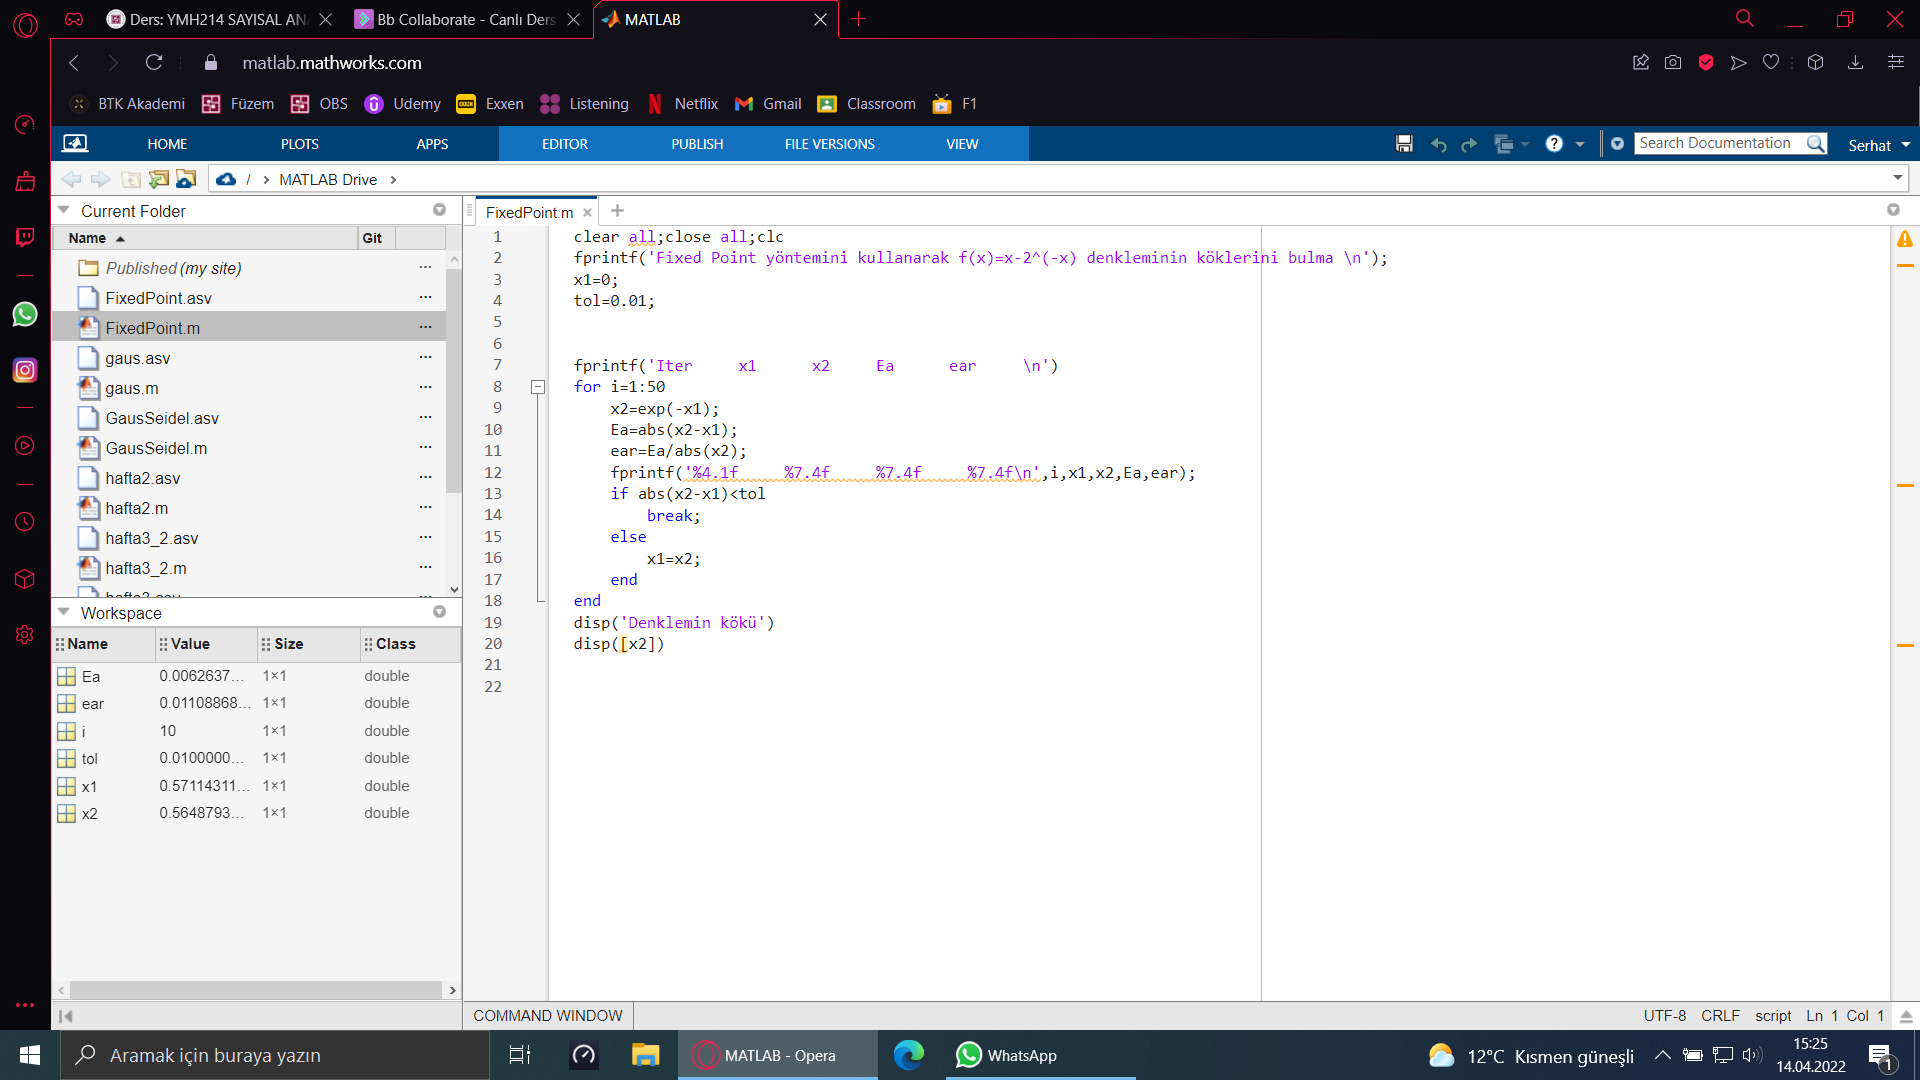 Ders: YMH214 SAYISAL AN
Bb Collaborate - Canlı Ders
MATLAB
matlab.mathworks.com
BTK Akademi
Füzem
OBS
Udemy
Exxen
Listening
Netflix
Gmail
Classroom
F1
HOME
PLOTS
APPS
EDITOR
PUBLISH
FILE VERSIONS
VIEW
Search Documentation
Serhat
/ › MATLAB Drive ›
Current Folder
Name
Git
Published (my site)
FixedPoint.asv
FixedPoint.m
gaus.asv
gaus.m
GausSeidel.asv
GausSeidel.m
hafta2.asv
hafta2.m
hafta3_2.asv
hafta3_2.m
Workspace
Name Value Size Class
Ea 0.0062637... 1×1 double
ear 0.01108868... 1×1 double
i 10 1×1 double
tol 0.0100000... 1×1 double
x1 0.57114311... 1×1 double
x2 0.5648793... 1×1 double
FixedPoint.m
1 clear all;close all;clc
2 fprintf('Fixed Point yöntemini kullanarak f(x)=x-2^(-x) denkleminin köklerini bulma \n');
3 x1=0;
4 tol=0.01;
5
6
7 fprintf('Iter     x1      x2     Ea      ear     \n')
8 for i=1:50
9     x2=exp(-x1);
10     Ea=abs(x2-x1);
11     ear=Ea/abs(x2);
12     fprintf('%4.1f     %7.4f     %7.4f     %7.4f\n',i,x1,x2,Ea,ear);
13     if abs(x2-x1)<tol
14         break;
15     else
16         x1=x2;
17     end
18 end
19 disp('Denklemin kökü')
20 disp([x2])
21
22
COMMAND WINDOW
UTF-8 CRLF script Ln 1 Col 1
Aramak için buraya yazın
MATLAB - Opera
WhatsApp
12°C Kısmen güneşli
15:25
14.04.2022
1